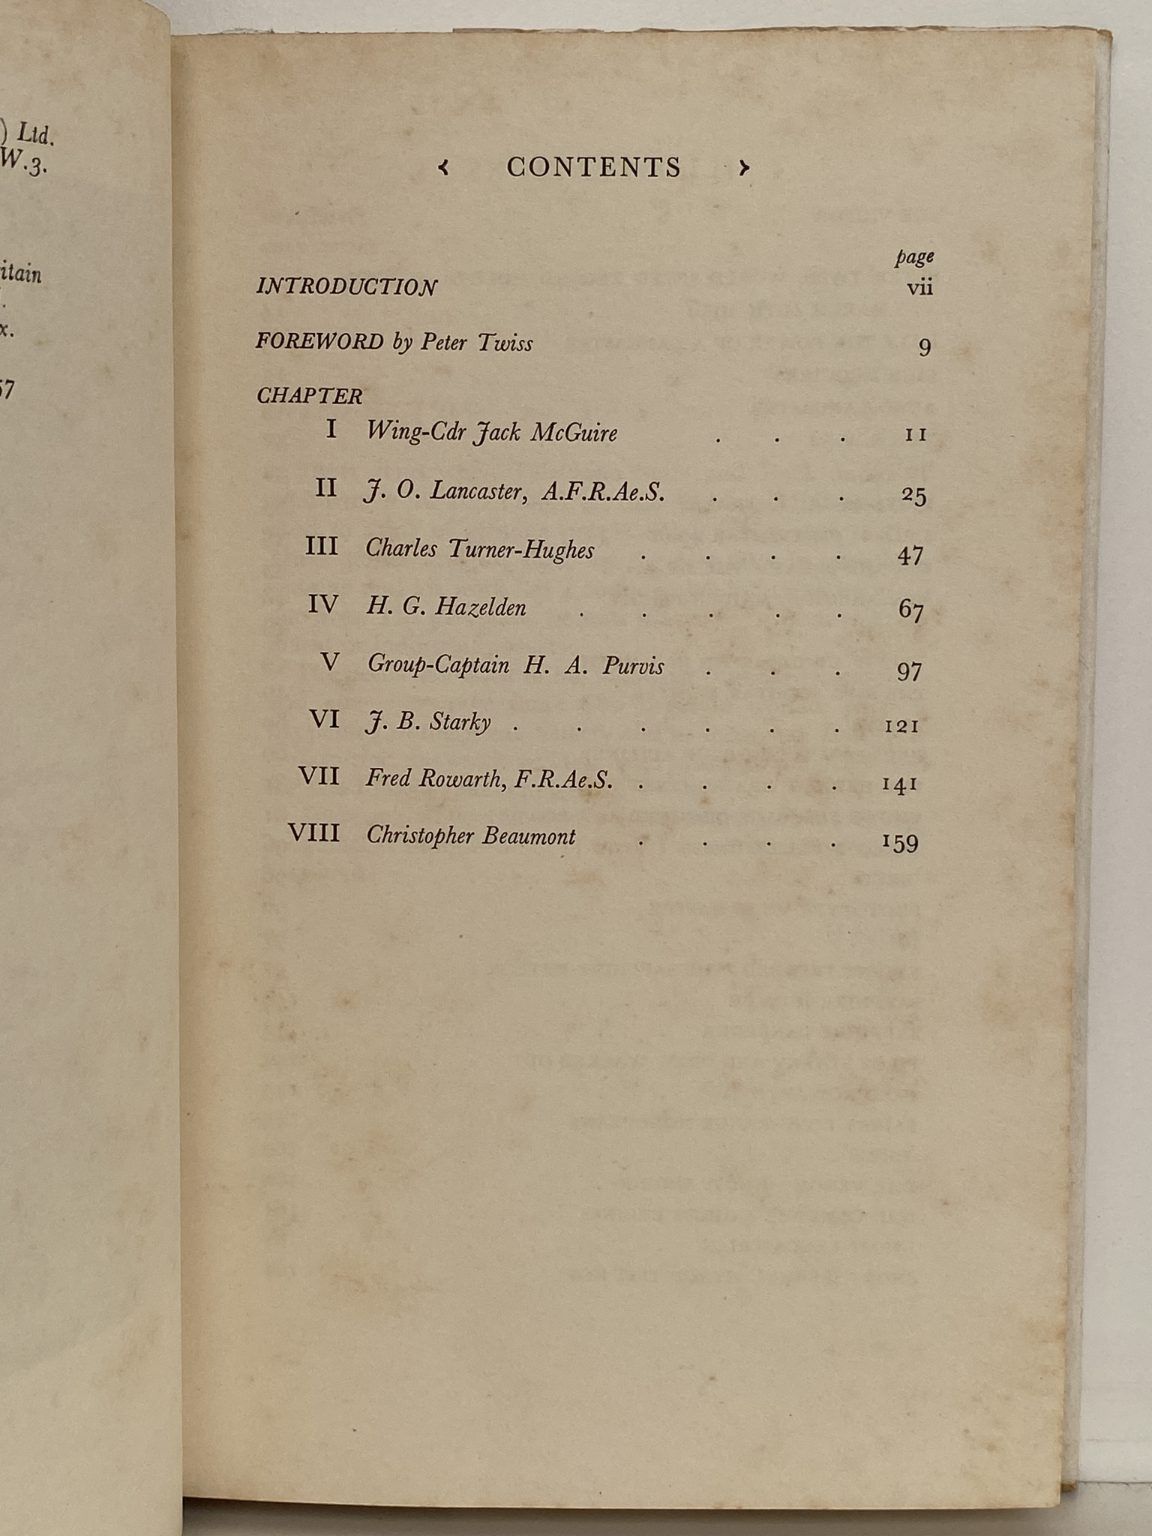 ) Ltd.
W.3.
itain
x.
57
‹ CONTENTS ›
page
INTRODUCTION vii
FOREWORD by Peter Twiss 9
CHAPTER
I Wing-Cdr Jack McGuire . . . 11
II J. O. Lancaster, A.F.R.Ae.S. . . . 25
III Charles Turner-Hughes . . . . 47
IV H. G. Hazelden . . . . . 67
V Group-Captain H. A. Purvis . . . 97
VI J. B. Starky . . . . . . 121
VII Fred Rowarth, F.R.Ae.S. . . . . 141
VIII Christopher Beaumont . . . . 159